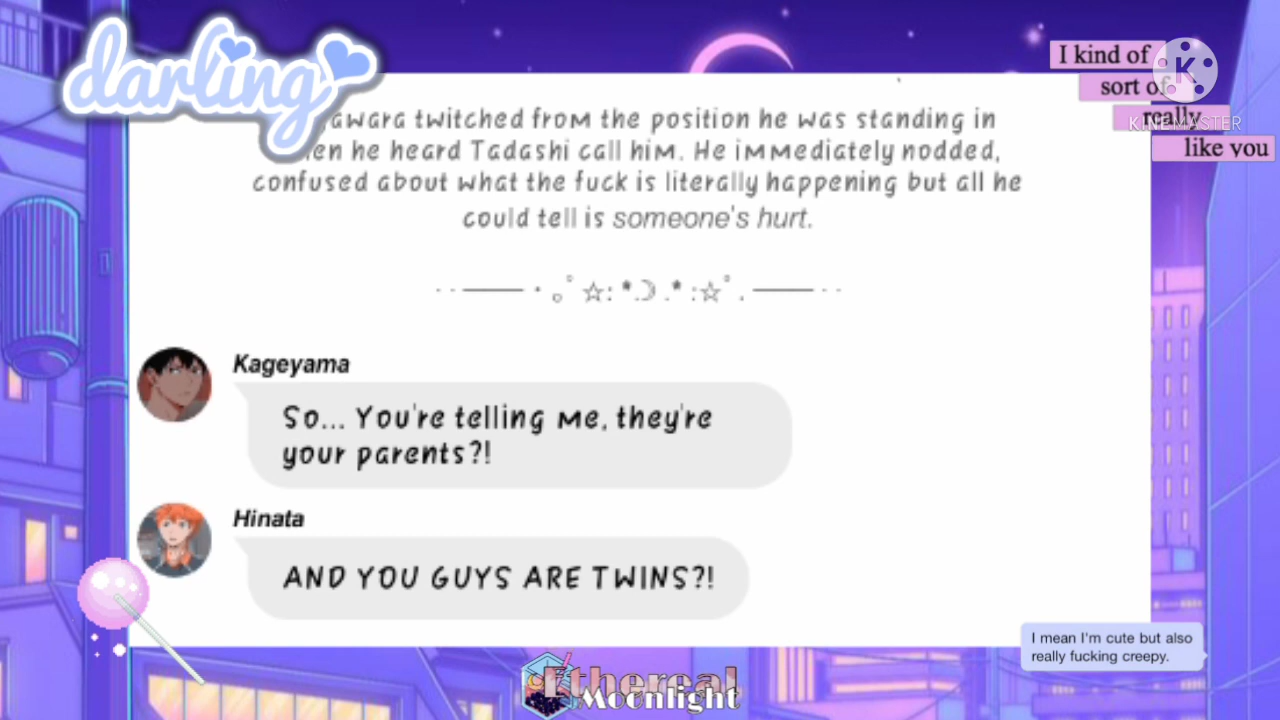 darling
I kind of
sort of
really
like you
K
KINEMASTER
awara twitched from the position he was standing in
en he heard Tadashi call him. He immediately nodded,
confused about what the fuck is literally happening but all he
could tell is someone's hurt.
Kageyama
So... You're telling me, they're
your parents?!
Hinata
AND YOU GUYS ARE TWINS?!
I mean I'm cute but also
really fucking creepy.
Ethereal
Moonlight